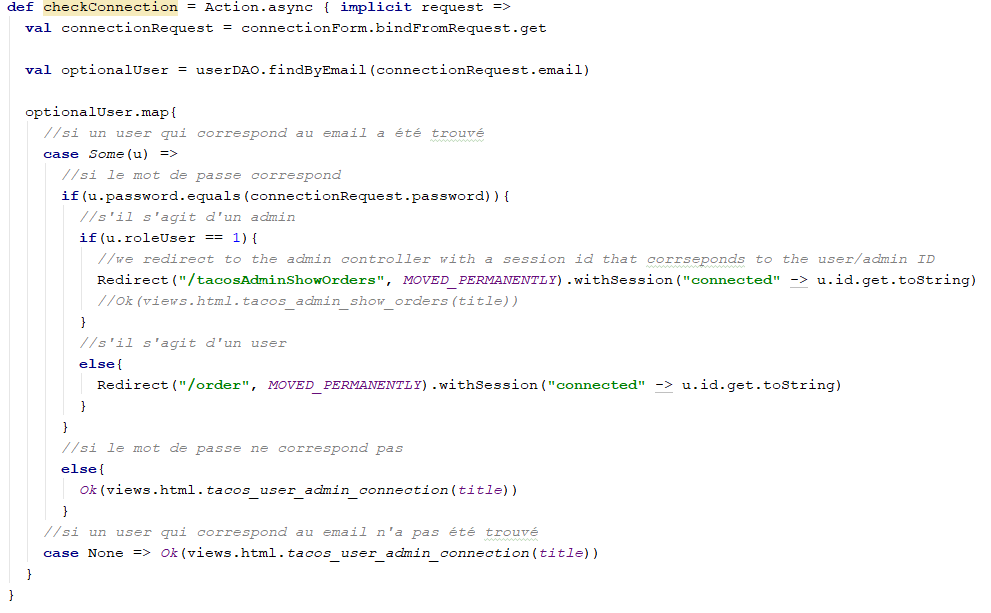 def checkConnection = Action.async { implicit request =>
  val connectionRequest = connectionForm.bindFromRequest.get

  val optionalUser = userDAO.findByEmail(connectionRequest.email)

  optionalUser.map{
    //si un user qui correspond au email a été trouvé
    case Some(u) =>
      //si le mot de passe correspond
      if(u.password.equals(connectionRequest.password)){
        //s'il s'agit d'un admin
        if(u.roleUser == 1){
          //we redirect to the admin controller with a session id that corrseponds to the user/admin ID
          Redirect("/tacosAdminShowOrders", MOVED_PERMANENTLY).withSession("connected" -> u.id.get.toString)
          //Ok(views.html.tacos_admin_show_orders(title))
        }
        //s'il s'agit d'un user
        else{
          Redirect("/order", MOVED_PERMANENTLY).withSession("connected" -> u.id.get.toString)
        }
      }
      //si le mot de passe ne correspond pas
      else{
        Ok(views.html.tacos_user_admin_connection(title))
      }
    //si un user qui correspond au email n'a pas été trouvé
    case None => Ok(views.html.tacos_user_admin_connection(title))
  }
}